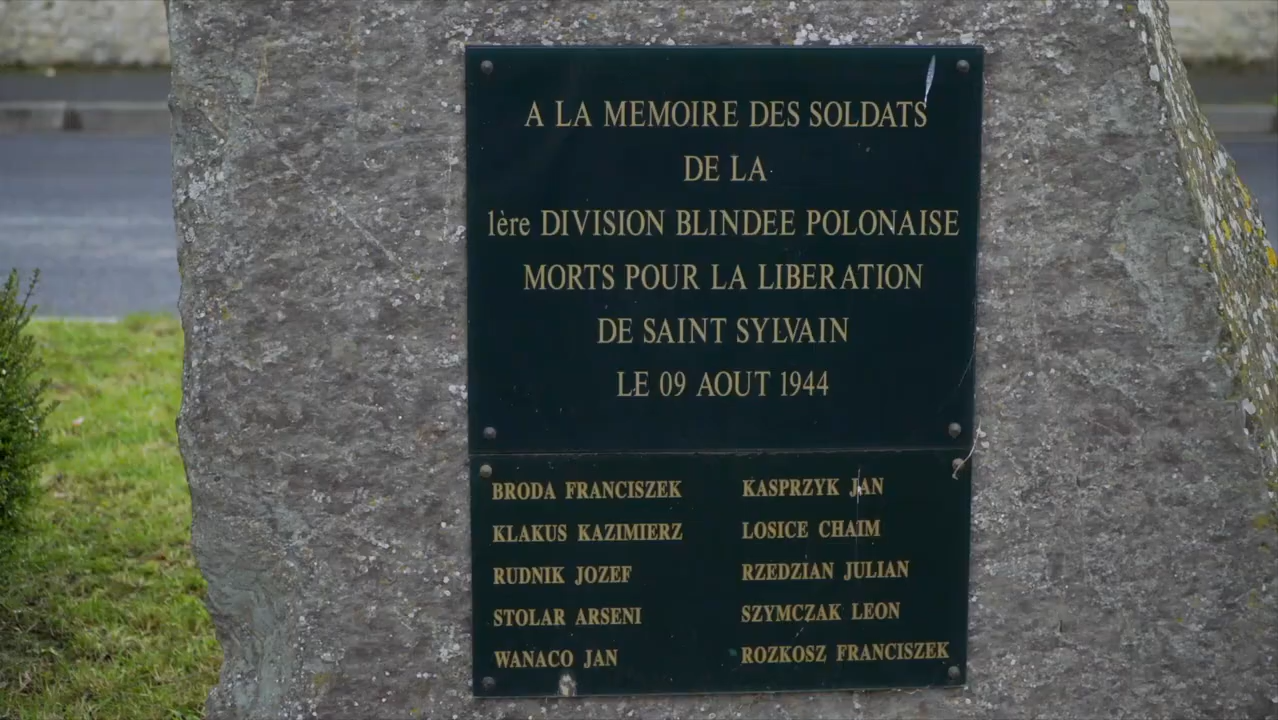 A LA MEMOIRE DES SOLDATS
DE LA
1ère DIVISION BLINDEE POLONAISE
MORTS POUR LA LIBERATION
DE SAINT SYLVAIN
LE 09 AOUT 1944
BRODA FRANCISZEK
KLAKUS KAZIMIERZ
RUDNIK JOZEF
STOLAR ARSENI
WANACO JAN
KASPRZYK JAN
LOSICE CHAIM
RZEDZIAN JULIAN
SZYMCZAK LEON
ROZKOSZ FRANCISZEK